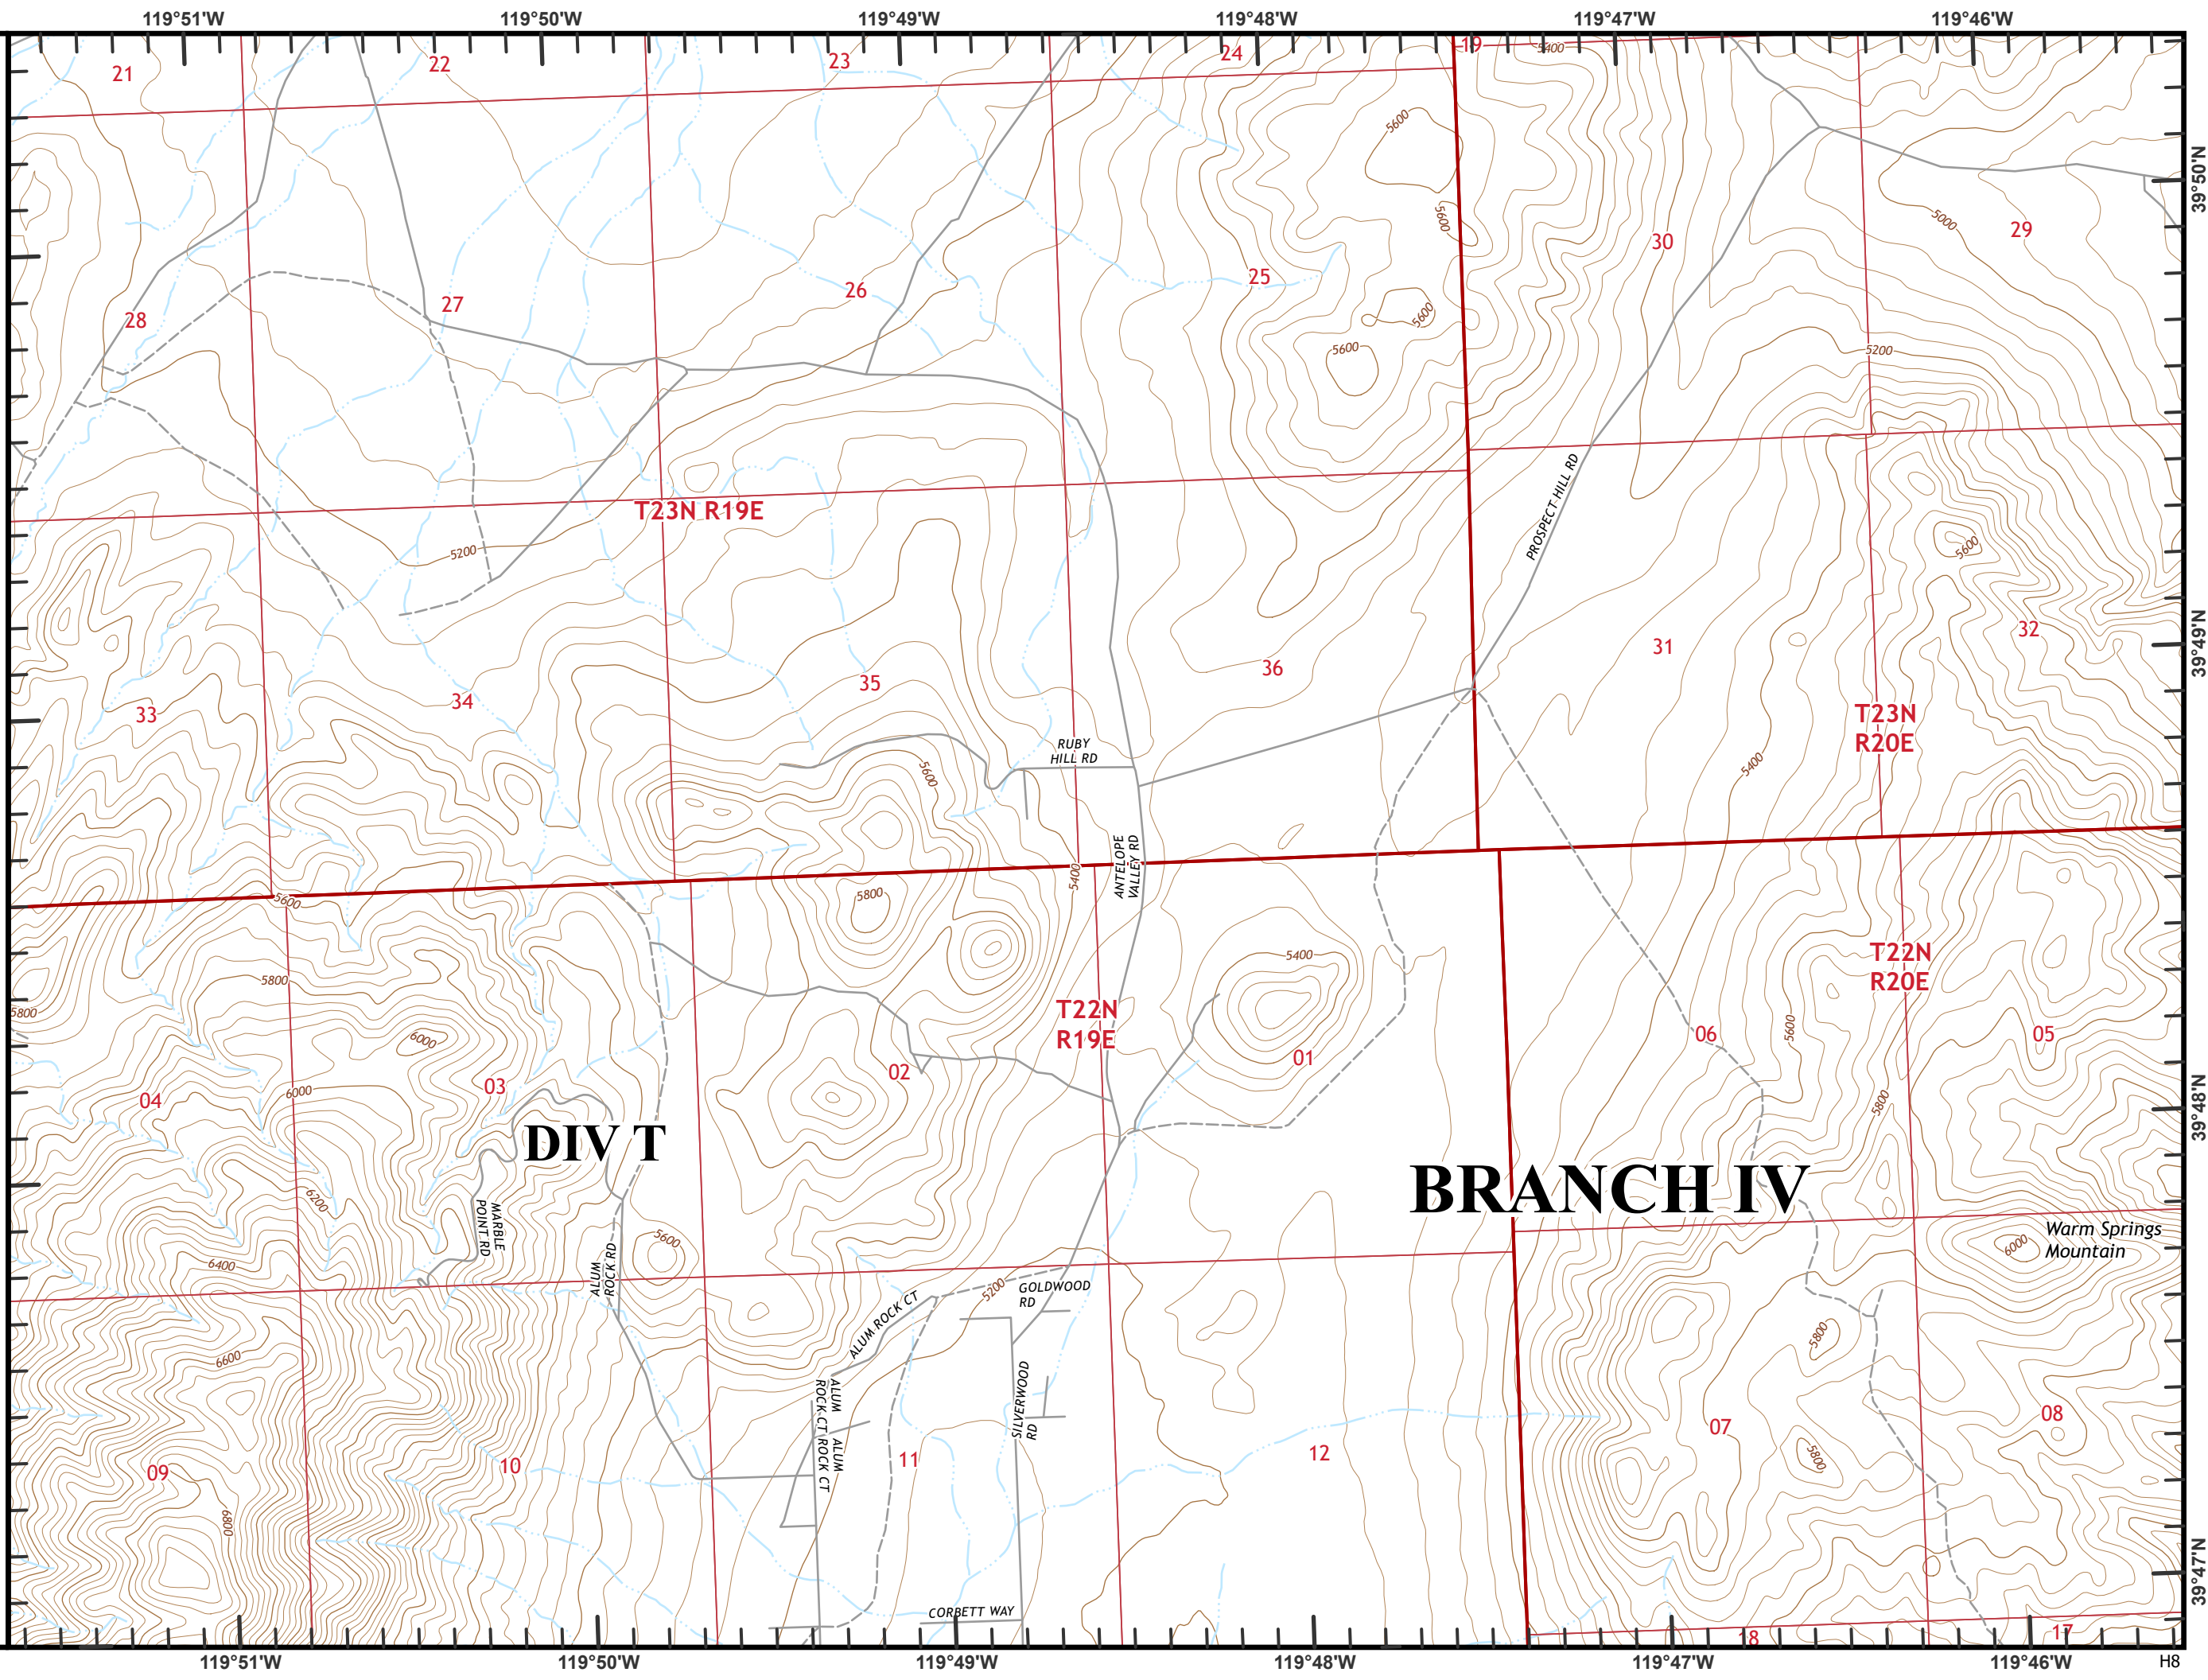 119°51'W 119°50'W 119°49'W 119°48'W 119°47'W 119°46'W
21 22 23 24 19 5400
5600
39°50'N
5600 5000 29
30
25
26
27
28
5600
5600 5200
T23N R19E
PROSPECT HILL RD
5200
5600
32
39°49'N
31
36
35
34
33
T23N
R20E
RUBY
HILL RD
5600
5400
ANTELOPE
VALLEY RD
5400
5600
5800
5400
T22N
R20E
5800
5800
T22N
R19E
6000
5600
06
05
01
02
03
04
6000
5800
39°48'N
DIV T
BRANCH IV
6200
MARBLE
POINT RD
Warm Springs
Mountain
6000
5600
6400
ALUM
ROCK RD
5200
GOLDWOOD
RD
ALUM ROCK CT
5800
6600
ALUM
ROCK CT
SILVERWOOD
RD
08
07
12
11
10
09
ALUM
ROCK CT
5800
6800
39°47'N
CORBETT WAY
18
17
119°51'W 119°50'W 119°49'W 119°48'W 119°47'W 119°46'W
H8